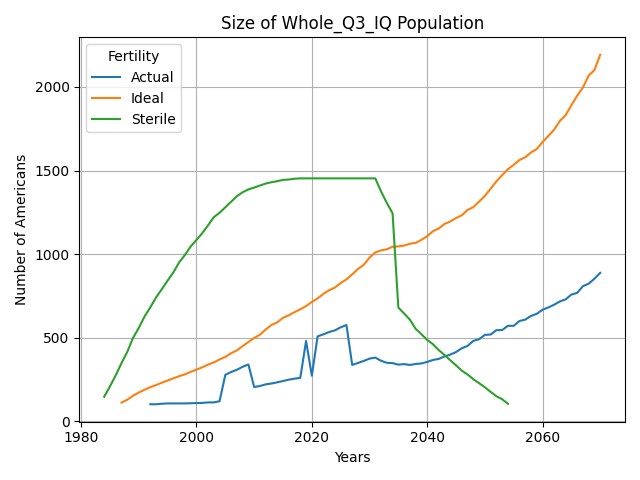 Size of Whole_Q3_IQ Population
Fertility
Actual
Ideal
Sterile
Number of Americans
2000
1500
1000
500
0
1980
2000
2020
2040
2060
Years